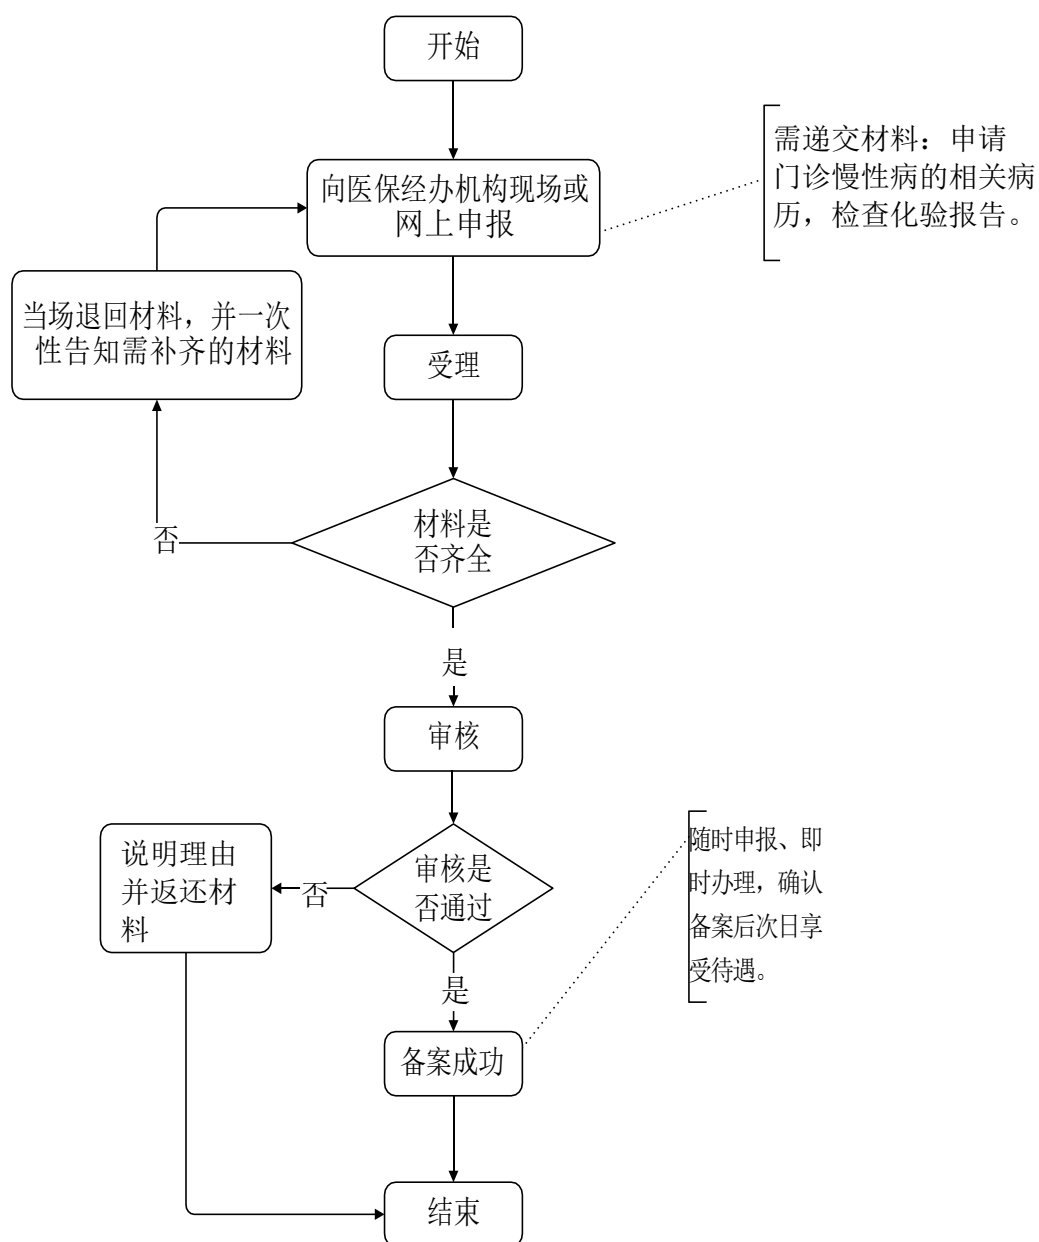 开始
向医保经办机构现场或
网上申报
需递交材料：申请
门诊慢性病的相关病
历，检查化验报告。
当场退回材料，并一次
性告知需补齐的材料
受理
材料是
否齐全
否
是
审核
说明理由
并返还材
料
否
审核是
否通过
随时申报、即
时办理，确认
备案后次日享
受待遇。
是
备案成功
结束